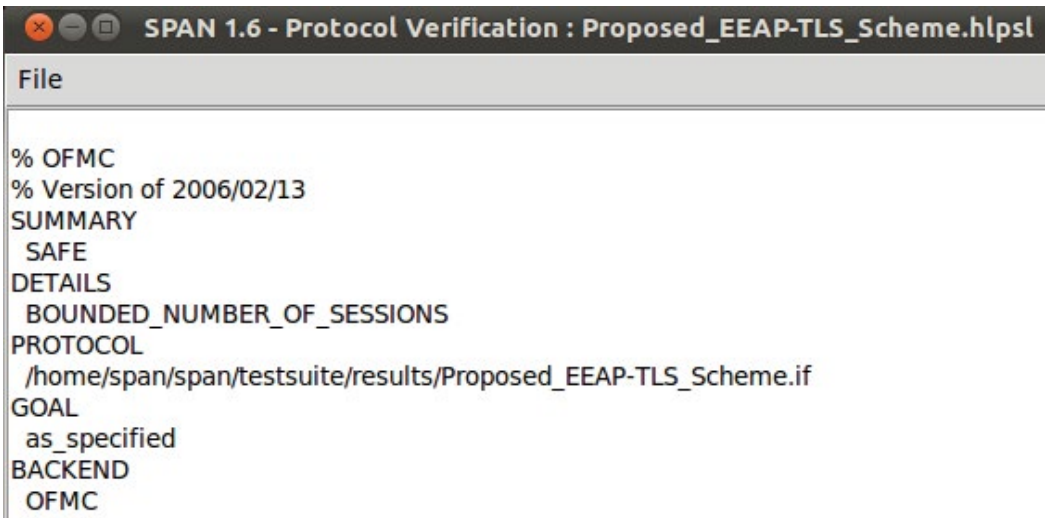 SPAN 1.6 - Protocol Verification : Proposed_EEAP-TLS_Scheme.hlpsl
File
% OFMC
% Version of 2006/02/13
SUMMARY
SAFE
DETAILS
BOUNDED_NUMBER_OF_SESSIONS
PROTOCOL
/home/span/span/testsuite/results/Proposed_EEAP-TLS_Scheme.if
GOAL
as_specified
BACKEND
OFMC